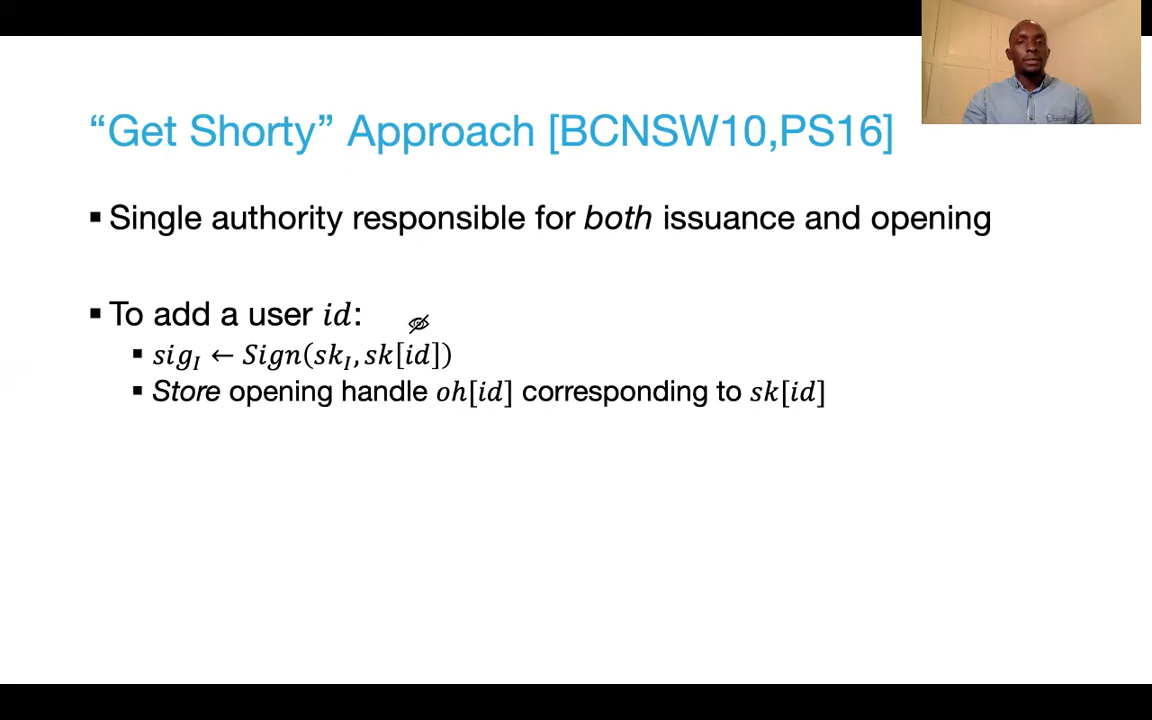 “Get Shorty” Approach [BCNSW10,PS16]
▪ Single authority responsible for both issuance and opening
▪ To add a user id:
▪ sig_I ← Sign(sk_I, sk[id])
▪ Store opening handle oh[id] corresponding to sk[id]